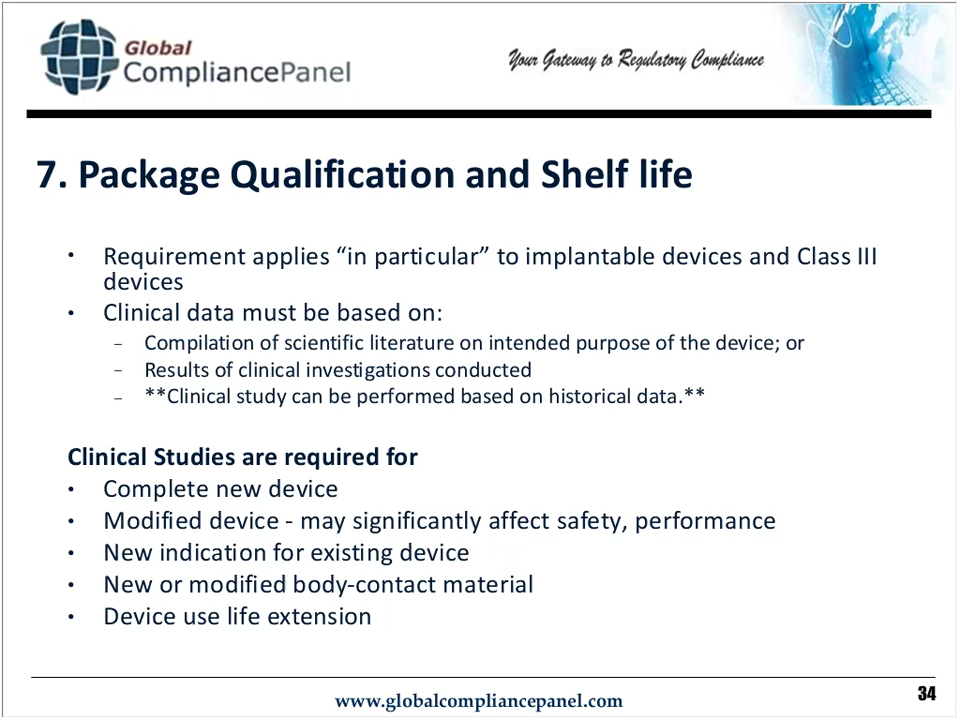 Global
CompliancePanel
Your Gateway to Regulatory Compliance
7. Package Qualification and Shelf life
• Requirement applies “in particular” to implantable devices and Class III
devices
• Clinical data must be based on:
– Compilation of scientific literature on intended purpose of the device; or
– Results of clinical investigations conducted
– **Clinical study can be performed based on historical data.**
Clinical Studies are required for
• Complete new device
• Modified device - may significantly affect safety, performance
• New indication for existing device
• New or modified body-contact material
• Device use life extension
www.globalcompliancepanel.com
34